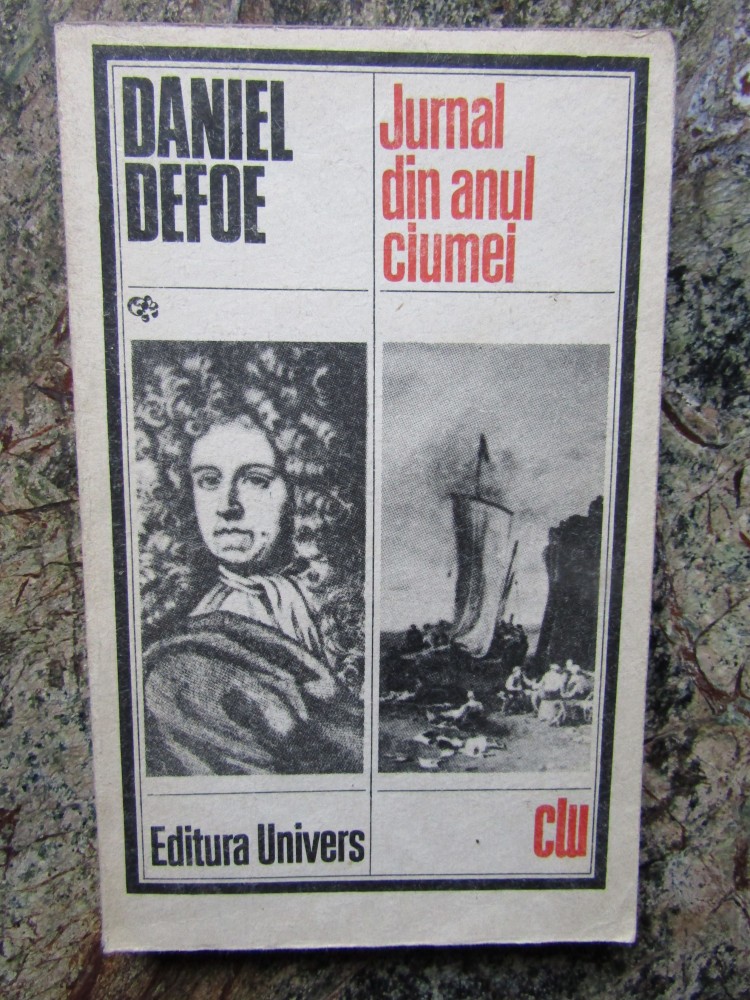 DANIEL
DEFOE
Jurnal
din anul
ciumei
Editura Univers
clu